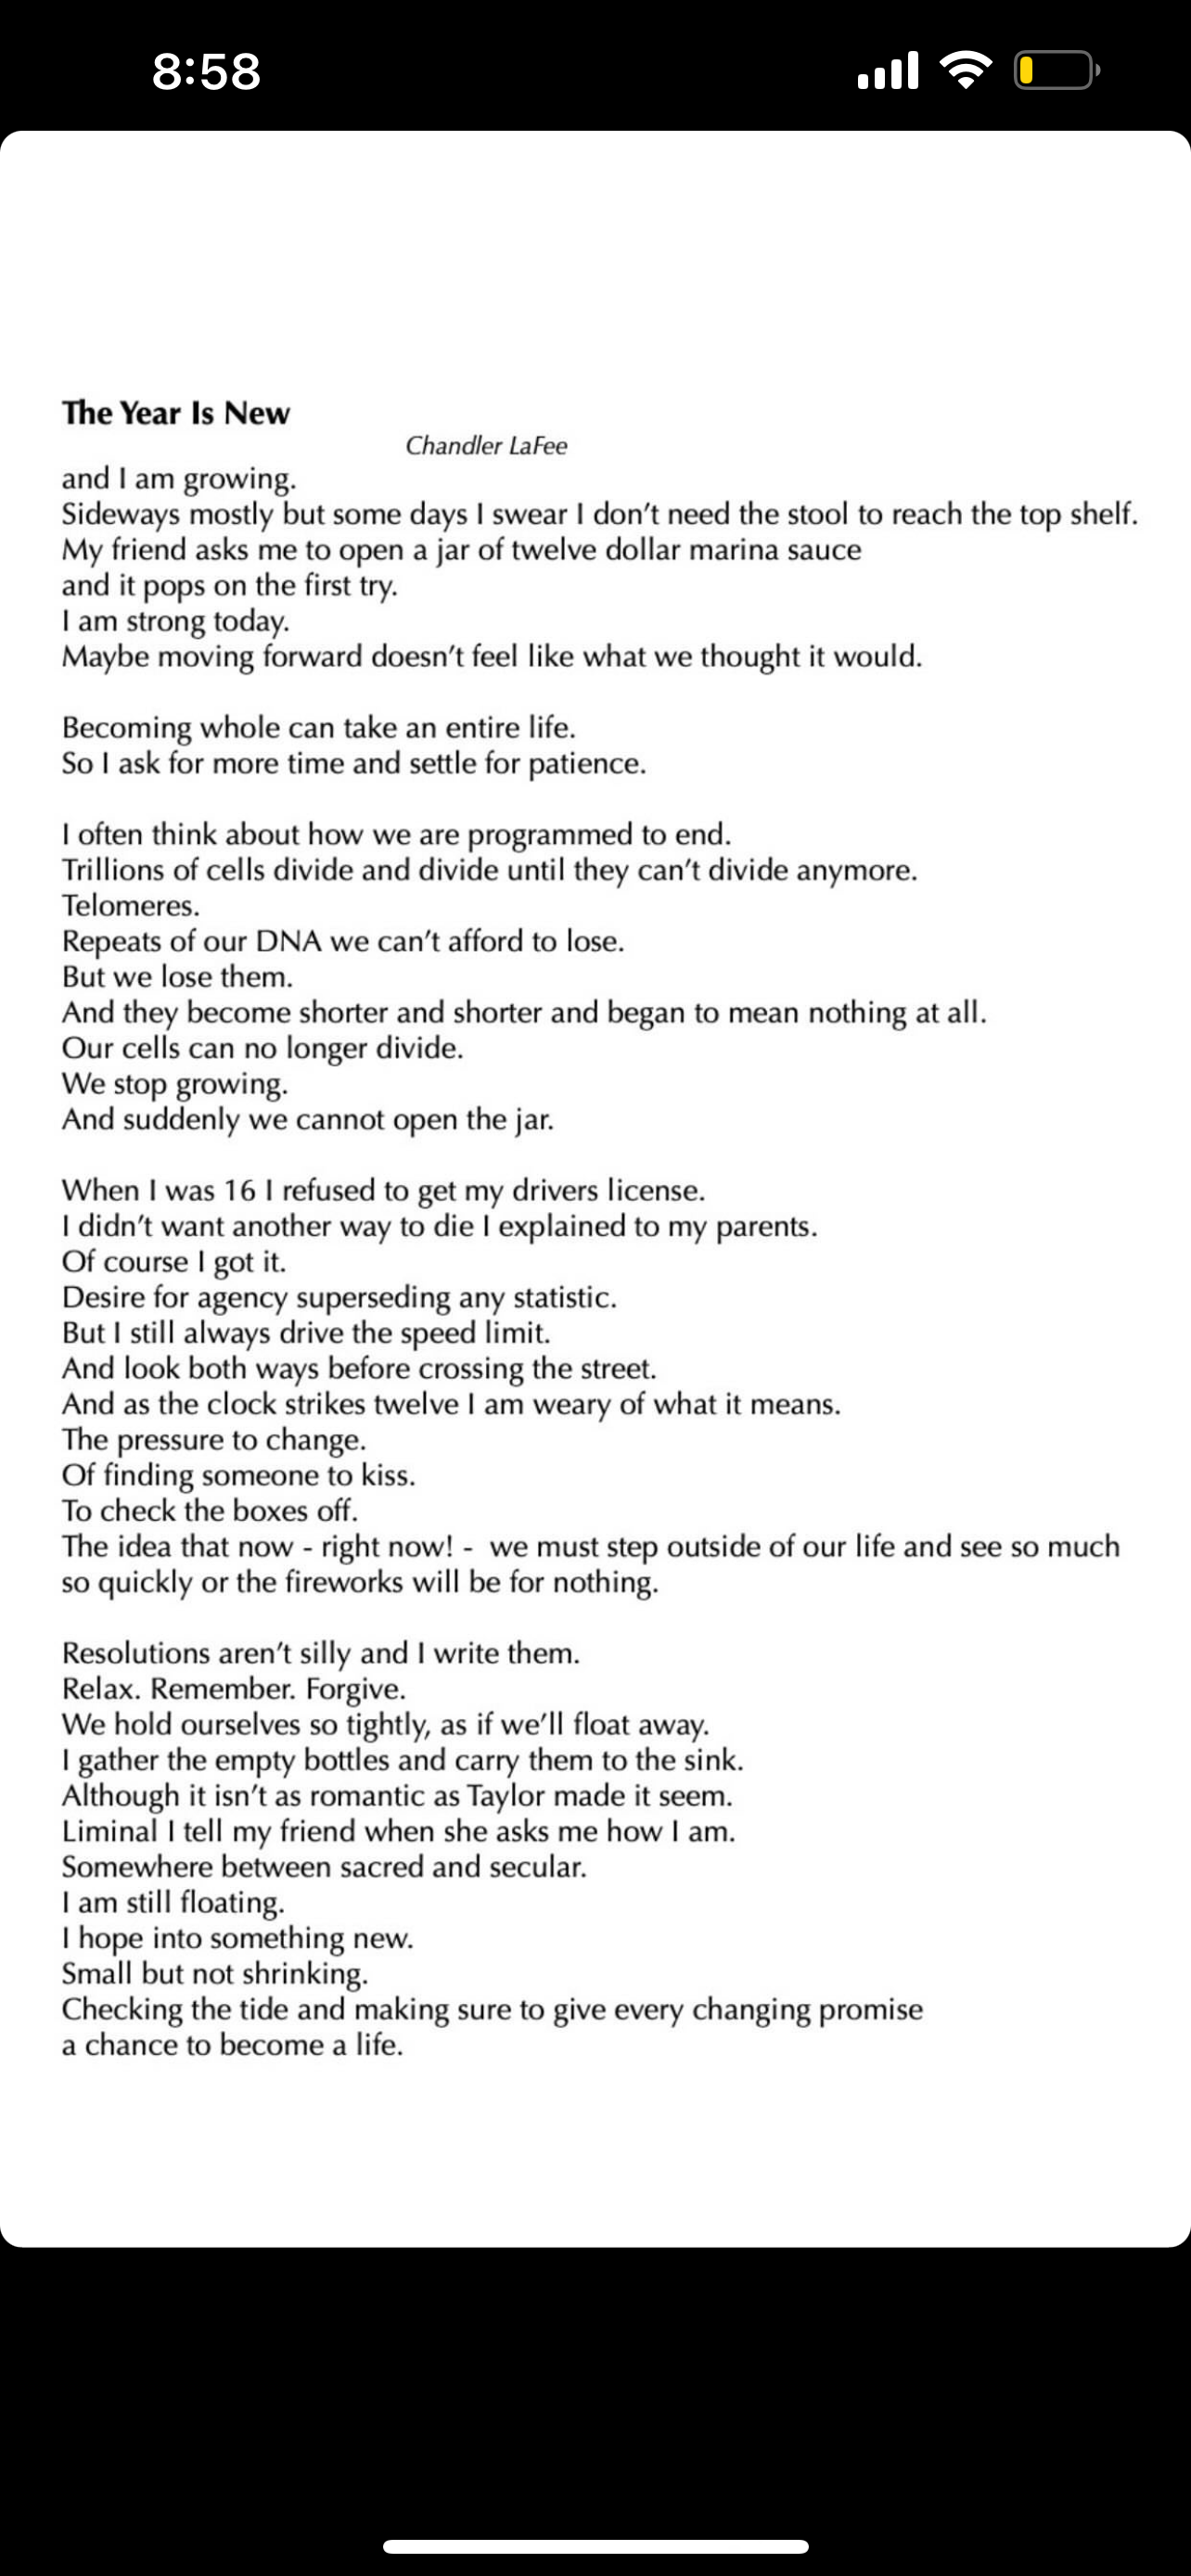 8:58
The Year Is New
Chandler LaFee
and I am growing.
Sideways mostly but some days I swear I don't need the stool to reach the top shelf.
My friend asks me to open a jar of twelve dollar marina sauce
and it pops on the first try.
I am strong today.
Maybe moving forward doesn't feel like what we thought it would.
Becoming whole can take an entire life.
So I ask for more time and settle for patience.
I often think about how we are programmed to end.
Trillions of cells divide and divide until they can't divide anymore.
Telomeres.
Repeats of our DNA we can't afford to lose.
But we lose them.
And they become shorter and shorter and began to mean nothing at all.
Our cells can no longer divide.
We stop growing.
And suddenly we cannot open the jar.
When I was 16 I refused to get my drivers license.
I didn't want another way to die I explained to my parents.
Of course I got it.
Desire for agency superseding any statistic.
But I still always drive the speed limit.
And look both ways before crossing the street.
And as the clock strikes twelve I am weary of what it means.
The pressure to change.
Of finding someone to kiss.
To check the boxes off.
The idea that now - right now! -  we must step outside of our life and see so much
so quickly or the fireworks will be for nothing.
Resolutions aren't silly and I write them.
Relax. Remember. Forgive.
We hold ourselves so tightly, as if we'll float away.
I gather the empty bottles and carry them to the sink.
Although it isn't as romantic as Taylor made it seem.
Liminal I tell my friend when she asks me how I am.
Somewhere between sacred and secular.
I am still floating.
I hope into something new.
Small but not shrinking.
Checking the tide and making sure to give every changing promise
a chance to become a life.